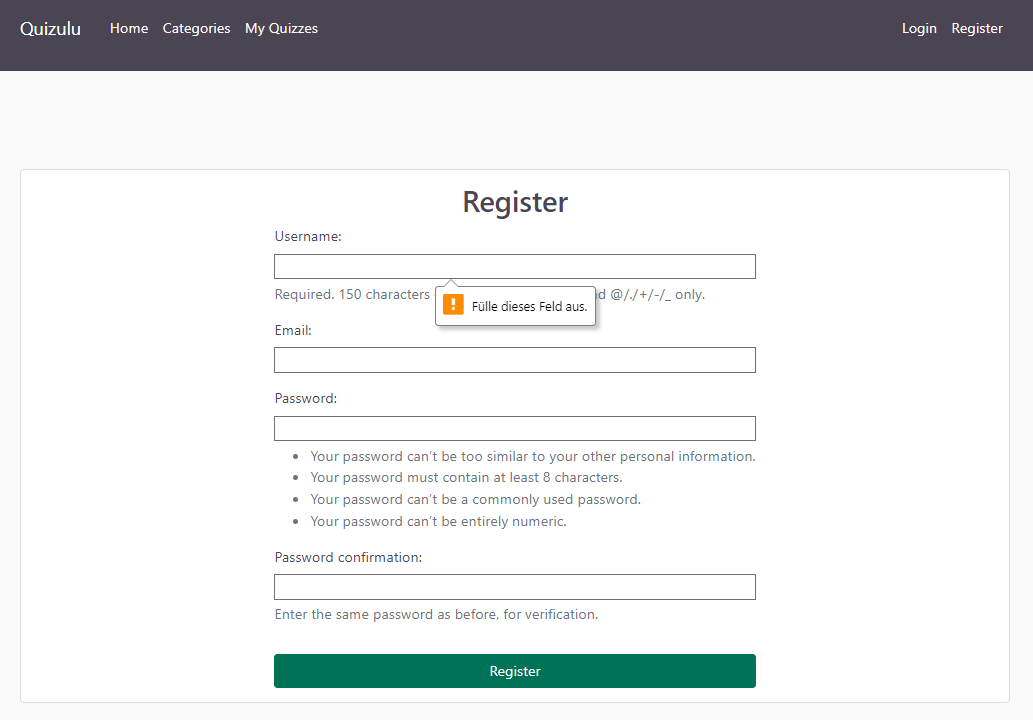 Quizulu Home Categories My Quizzes Login Register
Register
Username:
Required. 150 characters @/./+/-/_ only.
Fülle dieses Feld aus.
Email:
Password:
• Your password can't be too similar to your other personal information.
• Your password must contain at least 8 characters.
• Your password can't be a commonly used password.
• Your password can't be entirely numeric.
Password confirmation:
Enter the same password as before, for verification.
Register